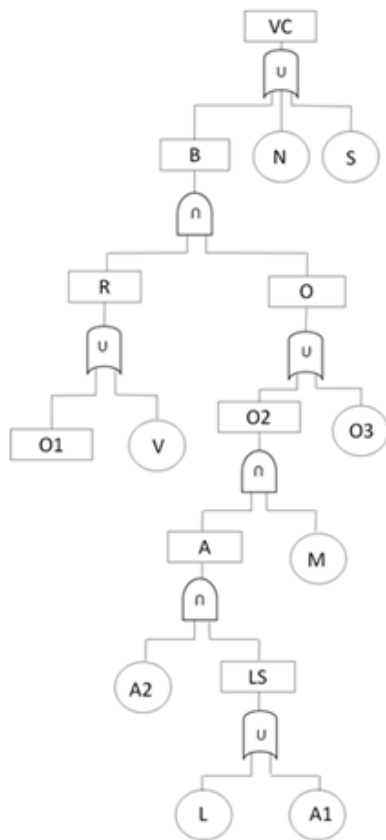 VC
∪
B
N
S
∩
R
O
∪
∪
O1
V
O2
O3
∩
A
M
∩
A2
LS
∪
L
A1